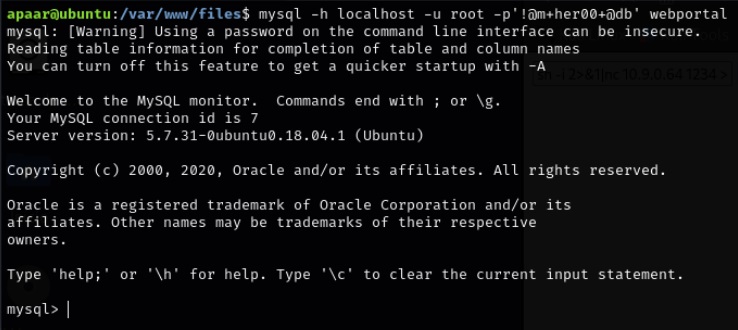 apaar@ubuntu:/var/www/files$ mysql -h localhost -u root -p'!@m+her00+@db' webportal
mysql: [Warning] Using a password on the command line interface can be insecure.
Reading table information for completion of table and column names
You can turn off this feature to get a quicker startup with -A

Welcome to the MySQL monitor.  Commands end with ; or \g.
Your MySQL connection id is 7
Server version: 5.7.31-0ubuntu0.18.04.1 (Ubuntu)

Copyright (c) 2000, 2020, Oracle and/or its affiliates. All rights reserved.

Oracle is a registered trademark of Oracle Corporation and/or its
affiliates. Other names may be trademarks of their respective
owners.

Type 'help;' or '\h' for help. Type '\c' to clear the current input statement.

mysql>